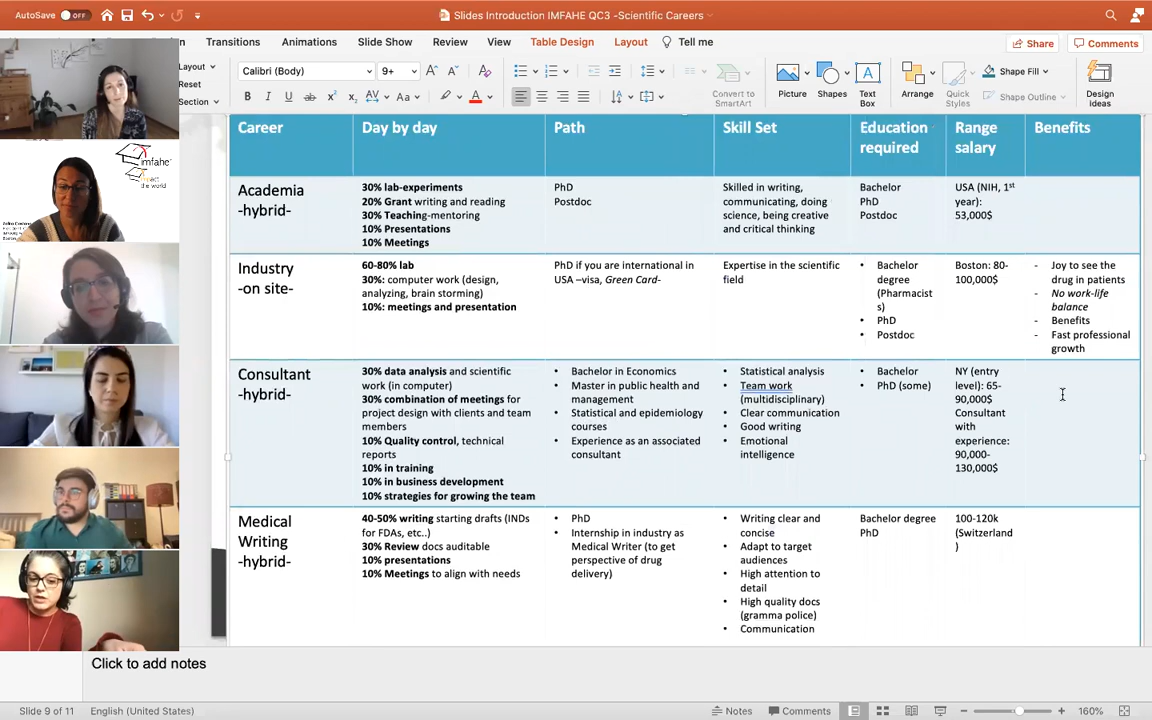 AutoSave OFF
Slides Introduction IMFAHE QC3 -Scientific Careers
Transitions Animations Slide Show Review View Table Design Layout Tell me
Share Comments
Layout
Reset
Section
Calibri (Body) 9+
B I U ab x² x₂ AV Aa A
Convert to
SmartArt
Picture
Shapes
Text
Box
Arrange
Quick
Styles
Shape Fill
Shape Outline
Design
Ideas
imfahe
impact
the world
Career
Day by day
Path
Skill Set
Education
required
Range
salary
Benefits
Academia
-hybrid-
30% lab-experiments
20% Grant writing and reading
30% Teaching-mentoring
10% Presentations
10% Meetings
PhD
Postdoc
Skilled in writing,
communicating, doing
science, being creative
and critical thinking
Bachelor
PhD
Postdoc
USA (NIH, 1st
year):
53,000$
Industry
-on site-
60-80% lab
30%: computer work (design,
analyzing, brain storming)
10%: meetings and presentation
PhD if you are international in
USA –visa, Green Card-
Expertise in the scientific
field
• Bachelor
degree
(Pharmacist
s)
• PhD
• Postdoc
Boston: 80-
100,000$
- Joy to see the
drug in patients
- No work-life
balance
- Benefits
- Fast professional
growth
Consultant
-hybrid-
30% data analysis and scientific
work (in computer)
30% combination of meetings for
project design with clients and team
members
10% Quality control, technical
reports
10% in training
10% in business development
10% strategies for growing the team
• Bachelor in Economics
• Master in public health and
management
• Statistical and epidemiology
courses
• Experience as an associated
consultant
• Statistical analysis
• Team work
(multidisciplinary)
• Clear communication
• Good writing
• Emotional
intelligence
• Bachelor
• PhD (some)
NY (entry
level): 65-
90,000$
Consultant
with
experience:
90,000-
130,000$
Medical
Writing
-hybrid-
40-50% writing starting drafts (INDs
for FDAs, etc..)
30% Review docs auditable
10% presentations
10% Meetings to align with needs
• PhD
• Internship in industry as
Medical Writer (to get
perspective of drug
delivery)
• Writing clear and
concise
• Adapt to target
audiences
• High attention to
detail
• High quality docs
(gramma police)
• Communication
Bachelor degree
PhD
100-120k
(Switzerland
)
Click to add notes
Slide 9 of 11 English (United States) Notes Comments 160%